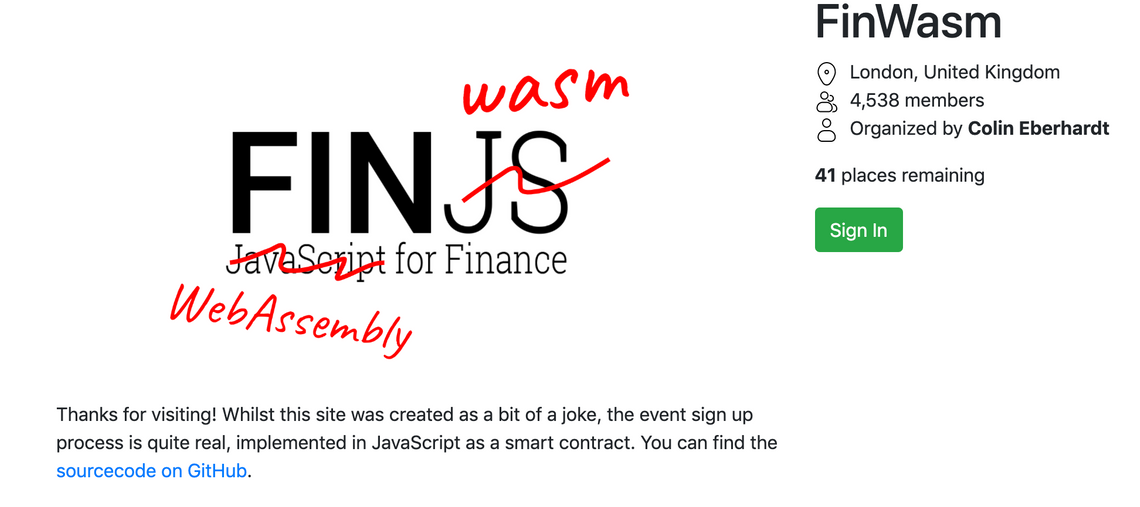 FinWasm
London, United Kingdom
4,538 members
Organized by Colin Eberhardt
41 places remaining
Sign In
wasm
FINJS
JavaScript for Finance
WebAssembly
Thanks for visiting! Whilst this site was created as a bit of a joke, the event sign up
process is quite real, implemented in JavaScript as a smart contract. You can find the
sourcecode on GitHub.